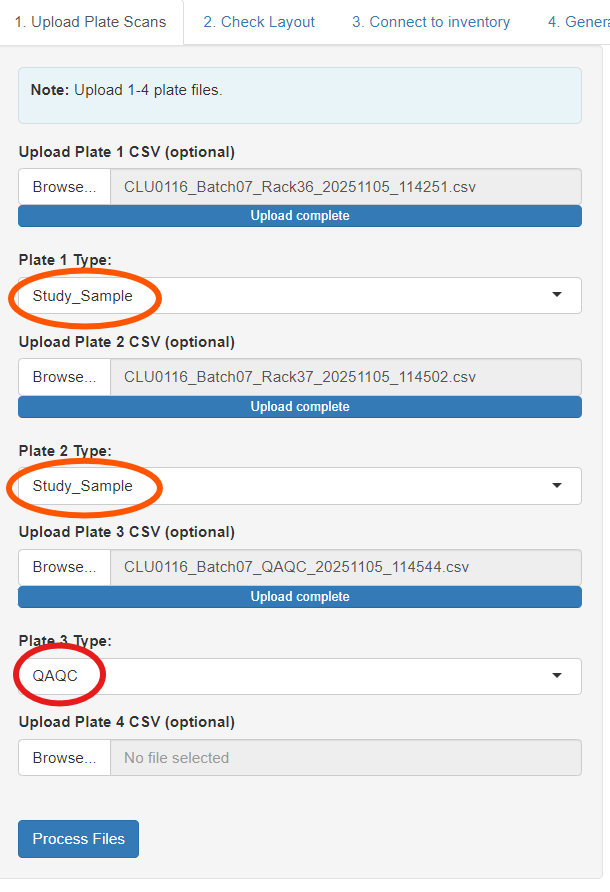 1. Upload Plate Scans 2. Check Layout 3. Connect to inventory 4. Genera
Note: Upload 1-4 plate files.
Upload Plate 1 CSV (optional)
Browse... CLU0116_Batch07_Rack36_20251105_114251.csv
Upload complete
Plate 1 Type:
Study_Sample
Upload Plate 2 CSV (optional)
Browse... CLU0116_Batch07_Rack37_20251105_114502.csv
Upload complete
Plate 2 Type:
Study_Sample
Upload Plate 3 CSV (optional)
Browse... CLU0116_Batch07_QAQC_20251105_114544.csv
Upload complete
Plate 3 Type:
QAQC
Upload Plate 4 CSV (optional)
Browse... No file selected
Process Files